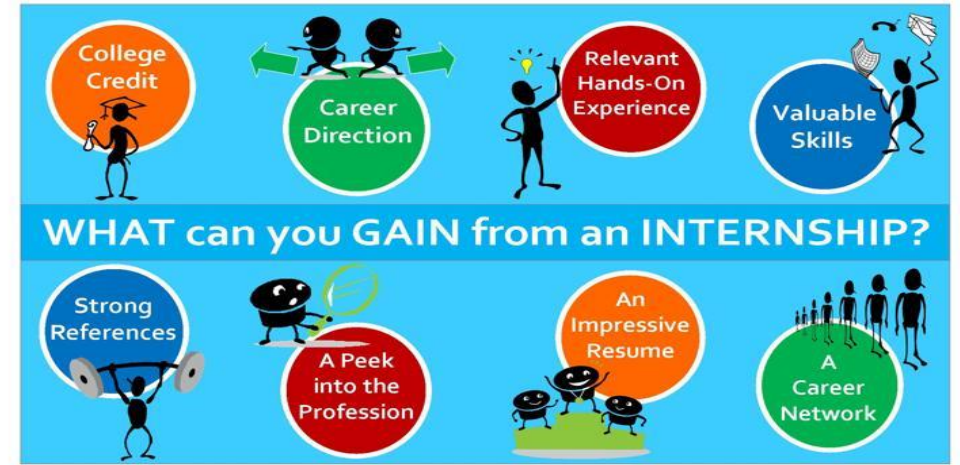 College
Credit
Career
Direction
Relevant
Hands-On
Experience
Valuable
Skills
WHAT can you GAIN from an INTERNSHIP?
Strong
References
A Peek
into the
Profession
An
Impressive
Resume
A
Career
Network